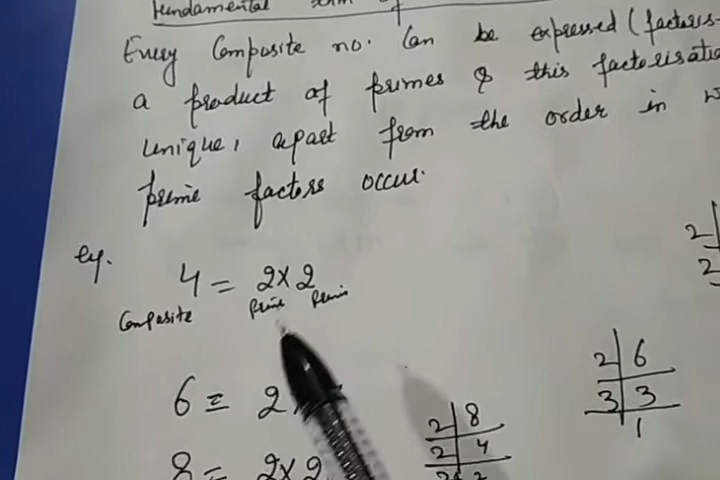 Fundamental
Every Composite no. Can be expressed (factoris
a product of primes & this factorisatio
unique, apart from the order in
prime factors occur.
eg.
4 = 2×2
Composite prime prime
6 = 2
8 = 2×2
2 8
2 4
2 6
3 3
1
2
2